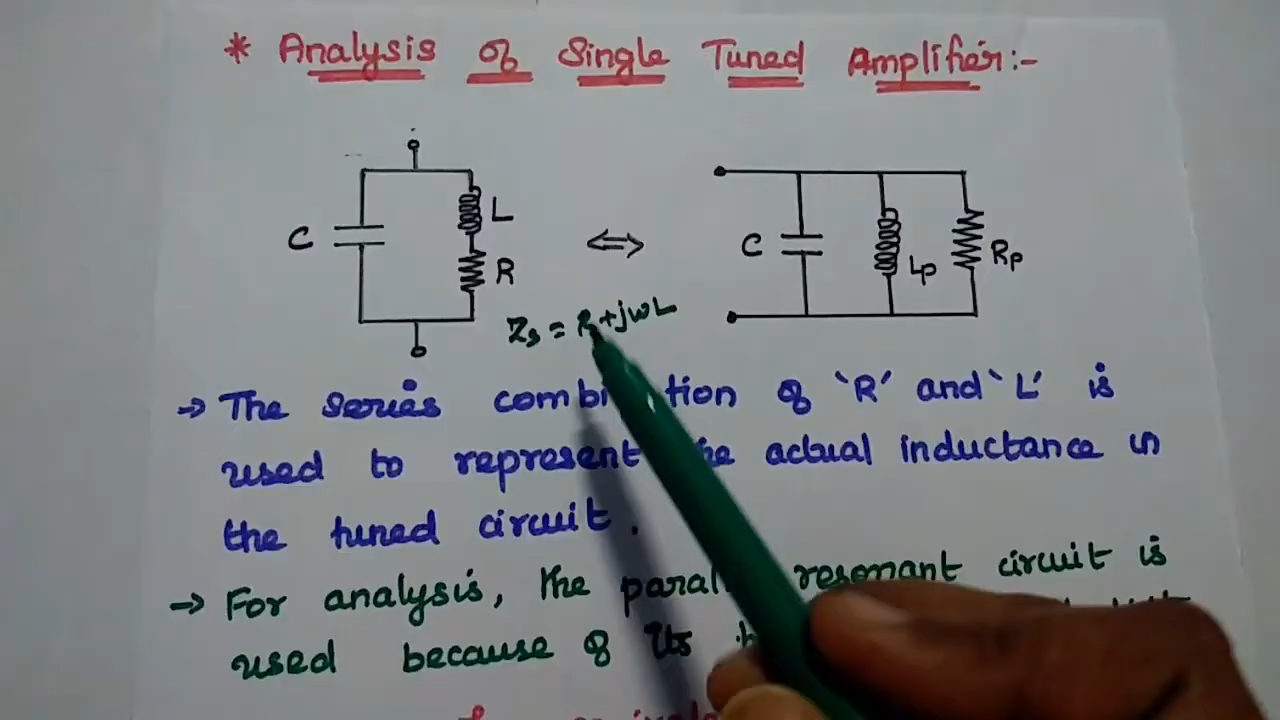 * Analysis of Single Tuned Amplifier:-
C
L
R
⇔
C
Lp
Rp
Zs = R+jωL
→ The series combi tion of 'R' and 'L' is
used to represent the actual inductance in
the tuned circuit.
→ For analysis, the paral resonant circuit is
used because of its